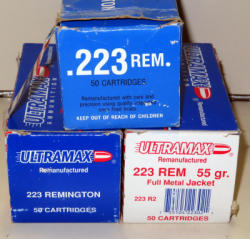 .223 REM.
50 CARTRIDGES
Remanufactured with care and
precision using quality
KEEP OUT OF REACH OF CHILDREN
ULTRAMAX
Remanufactured
223 REMINGTON
50 CARTRIDGES
ULTRAMAX
Remanufactured
223 REM 55 gr.
Full Metal Jacket
223 R2
50 CARTRIDGES